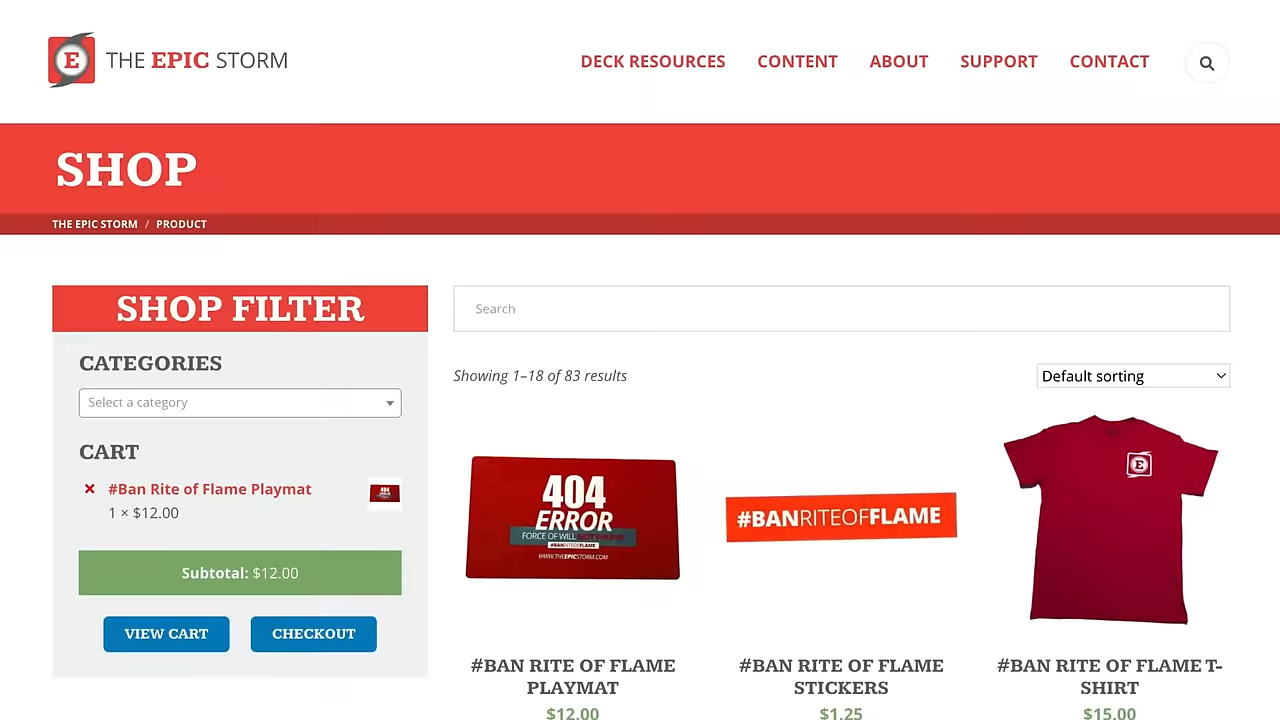 E THE EPIC STORM
DECK RESOURCES CONTENT ABOUT SUPPORT CONTACT
SHOP
THE EPIC STORM / PRODUCT
SHOP FILTER
CATEGORIES
Select a category
CART
#Ban Rite of Flame Playmat
1 × $12.00
Subtotal: $12.00
VIEW CART CHECKOUT
Search
Showing 1–18 of 83 results
Default sorting
404
ERROR
FORCE OF WILL NOT FOUND
#BANRITEOFFLAME
WWW.THEEPICSTORM.COM
#BAN RITE OF FLAME
PLAYMAT
$12.00
#BANRITEOFFLAME
#BAN RITE OF FLAME
STICKERS
$1.25
E
#BAN RITE OF FLAME T-
SHIRT
$15.00